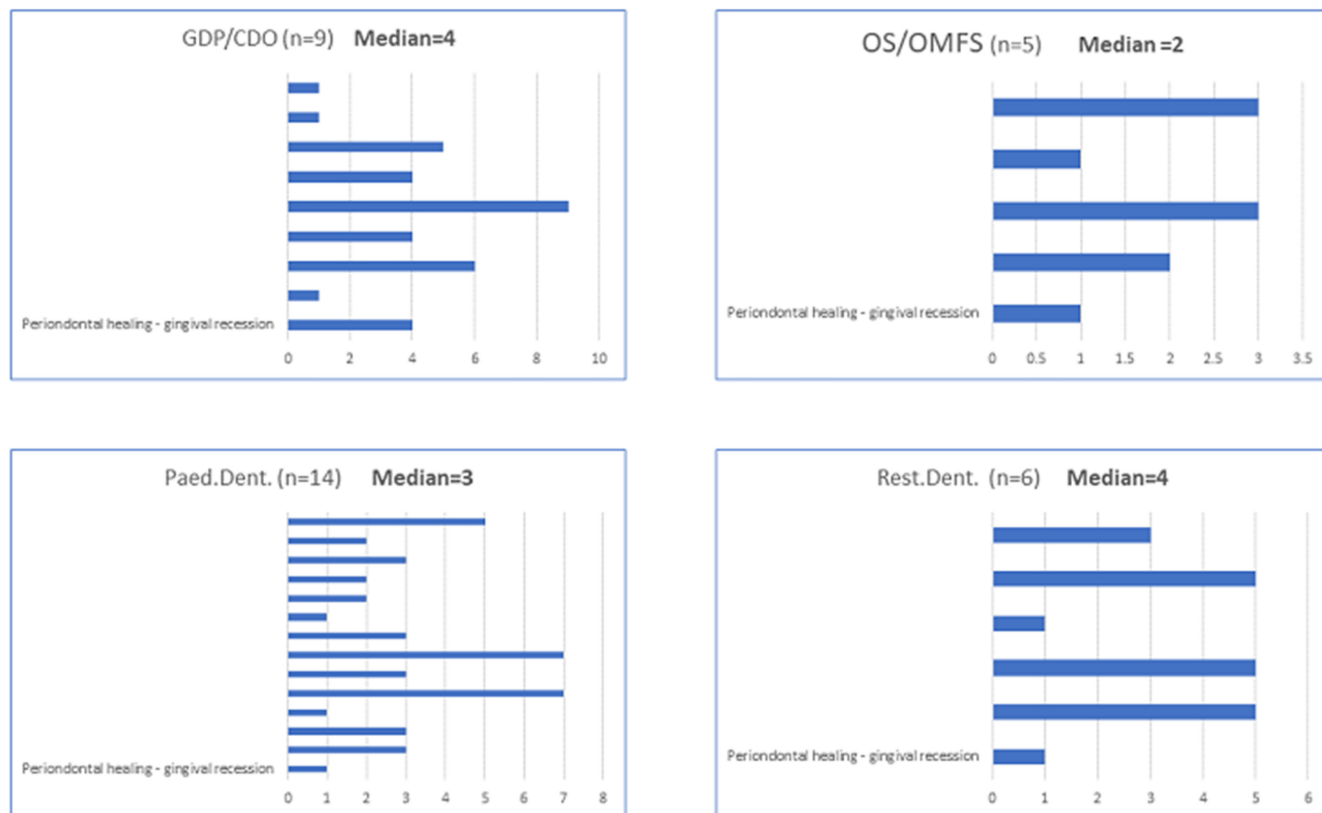 GDP/CDO (n=9) Median=4
Periondontal healing - gingival recession
0 2 4 6 8 10
OS/OMFS (n=5) Median =2
Periondontal healing - gingival recession
0 0.5 1 1.5 2 2.5 3 3.5
Paed.Dent. (n=14) Median=3
Periondontal healing - gingival recession
0 1 2 3 4 5 6 7 8
Rest.Dent. (n=6) Median=4
Periondontal healing - gingival recession
0 1 2 3 4 5 6